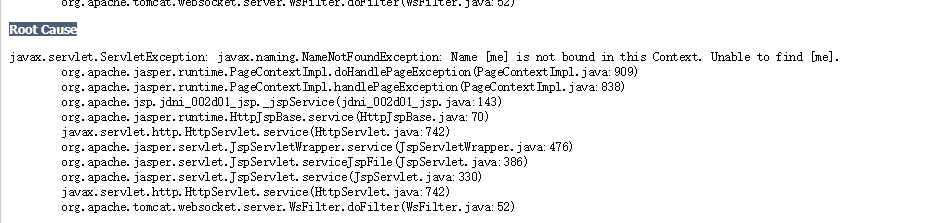 org.apache.tomcat.websocket.server.WsFilter.doFilter(WsFilter.java:52)
Root Cause
javax.servlet.ServletException: javax.naming.NameNotFoundException: Name [me] is not bound in this Context. Unable to find [me].
org.apache.jasper.runtime.PageContextImpl.doHandlePageException(PageContextImpl.java:909)
org.apache.jasper.runtime.PageContextImpl.handlePageException(PageContextImpl.java:838)
org.apache.jsp.jdni_002d01_jsp._jspService(jdni_002d01_jsp.java:143)
org.apache.jasper.runtime.HttpJspBase.service(HttpJspBase.java:70)
javax.servlet.http.HttpServlet.service(HttpServlet.java:742)
org.apache.jasper.servlet.JspServletWrapper.service(JspServletWrapper.java:476)
org.apache.jasper.servlet.JspServlet.serviceJspFile(JspServlet.java:386)
org.apache.jasper.servlet.JspServlet.service(JspServlet.java:330)
javax.servlet.http.HttpServlet.service(HttpServlet.java:742)
org.apache.tomcat.websocket.server.WsFilter.doFilter(WsFilter.java:52)